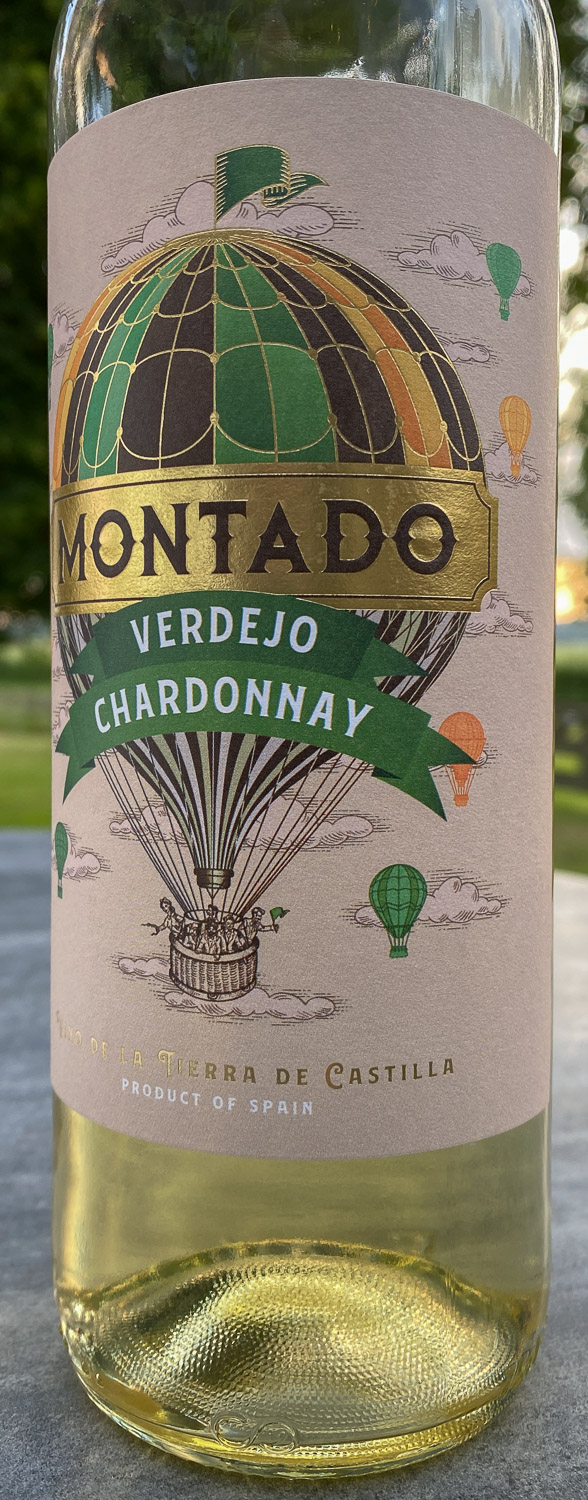 MONTADO
VERDEJO
CHARDONNAY
VINO DE LA TIERRA DE CASTILLA
PRODUCT OF SPAIN